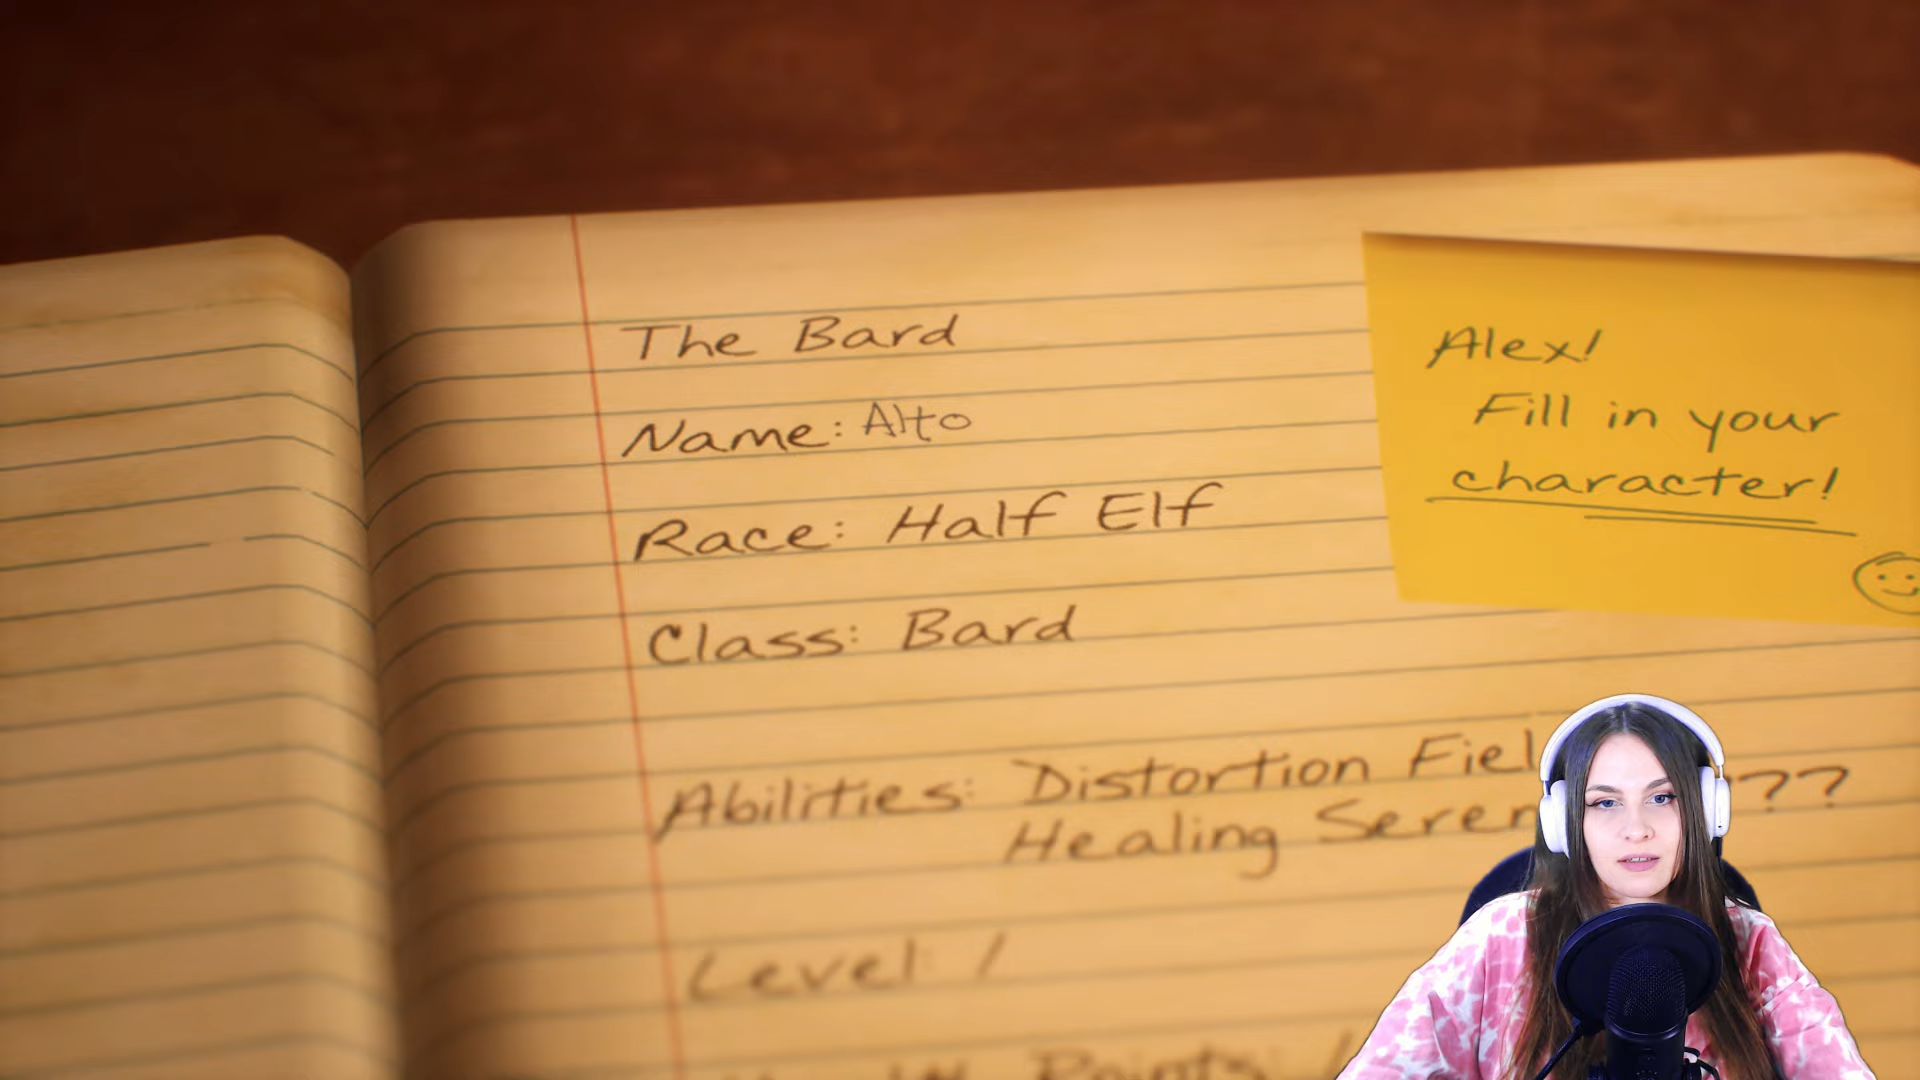 The Bard
Name: Alto
Race: Half Elf
Class: Bard
Abilities: Distortion Fiel
??
Healing Seren
Level: 1
Points:
Alex!
Fill in your
character!